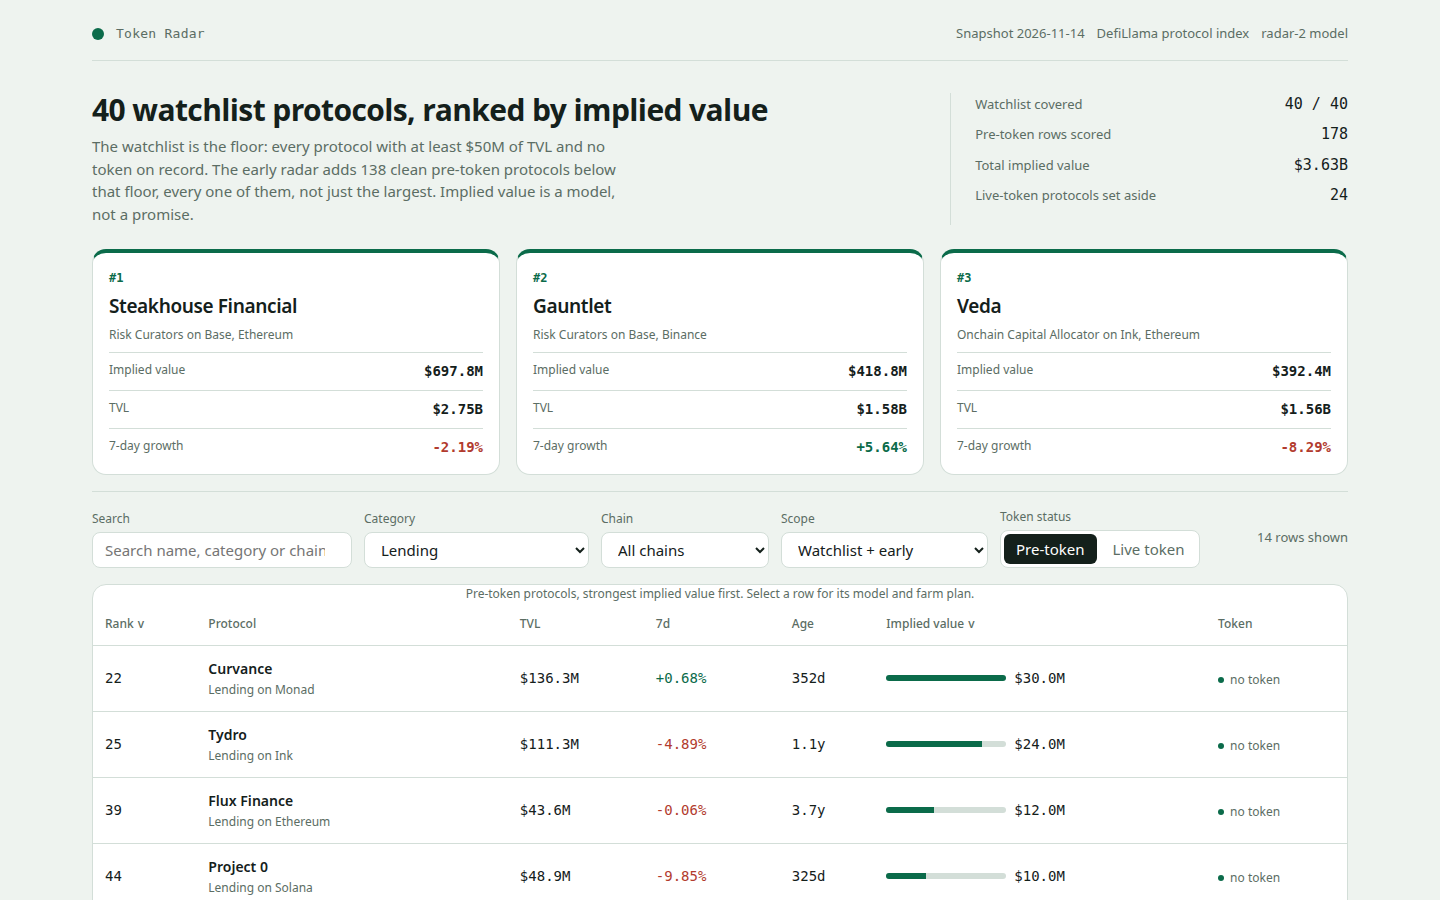 Token Radar
Snapshot 2026-11-14 DefiLlama protocol index radar-2 model
40 watchlist protocols, ranked by implied value
The watchlist is the floor: every protocol with at least $50M of TVL and no
token on record. The early radar adds 138 clean pre-token protocols below
that floor, every one of them, not just the largest. Implied value is a model,
not a promise.
Watchlist covered 40 / 40
Pre-token rows scored 178
Total implied value $3.63B
Live-token protocols set aside 24
#1
Steakhouse Financial
Risk Curators on Base, Ethereum
Implied value $697.8M
TVL $2.75B
7-day growth -2.19%
#2
Gauntlet
Risk Curators on Base, Binance
Implied value $418.8M
TVL $1.58B
7-day growth +5.64%
#3
Veda
Onchain Capital Allocator on Ink, Ethereum
Implied value $392.4M
TVL $1.56B
7-day growth -8.29%
Search
Search name, category or chain
Category
Lending
Chain
All chains
Scope
Watchlist + early
Token status
Pre-token Live token
14 rows shown
Pre-token protocols, strongest implied value first. Select a row for its model and farm plan.
Rank v Protocol TVL 7d Age Implied value v Token
22 Curvance $136.3M +0.68% 352d $30.0M no token
Lending on Monad
25 Tydro $111.3M -4.89% 1.1y $24.0M no token
Lending on Ink
39 Flux Finance $43.6M -0.06% 3.7y $12.0M no token
Lending on Ethereum
44 Project 0 $48.9M -9.85% 325d $10.0M no token
Lending on Solana